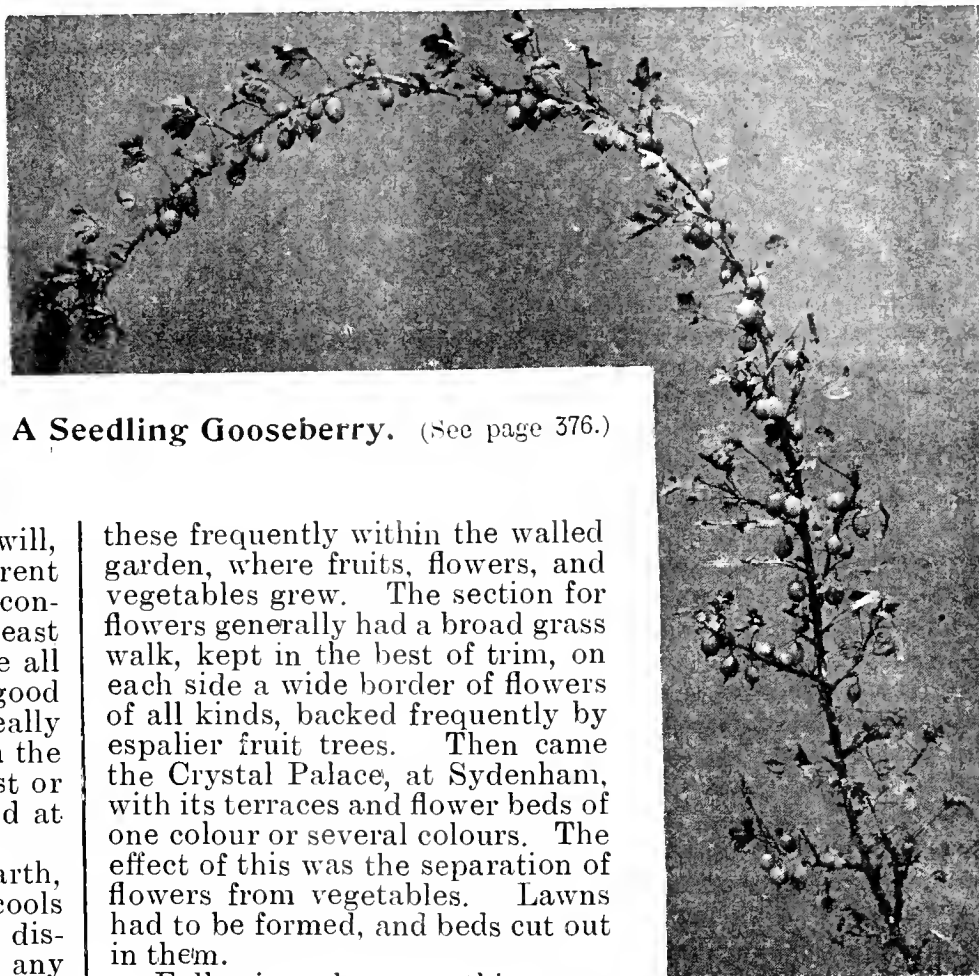 A Seedling Gooseberry. (See page 376.)
will,
rent
con-
east
e all
good
eally
the
st or
d at
arth,
cools
dis-
any
these frequently within the walled
garden, where fruits, flowers, and
vegetables grew. The section for
flowers generally had a broad grass
walk, kept in the best of trim, on
each side a wide border of flowers
of all kinds, backed frequently by
espalier fruit trees. Then came
the Crystal Palace, at Sydenham,
with its terraces and flower beds of
one colour or several colours. The
effect of this was the separation of
flowers from vegetables. Lawns
had to be formed, and beds cut out
in them.